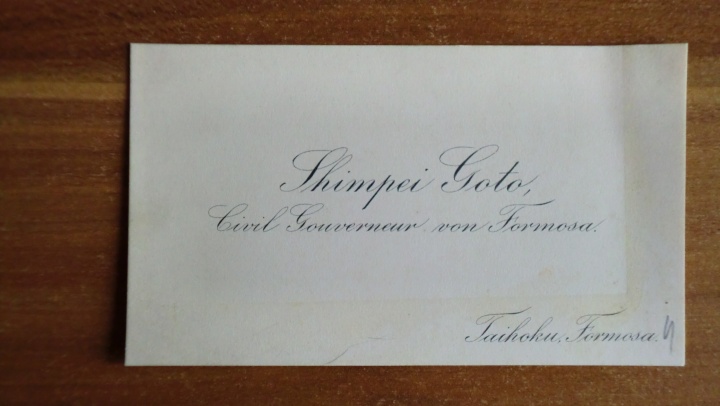 Shimpei Goto,
Civil Gouverneur von Formosa.
Taihoku, Formosa.